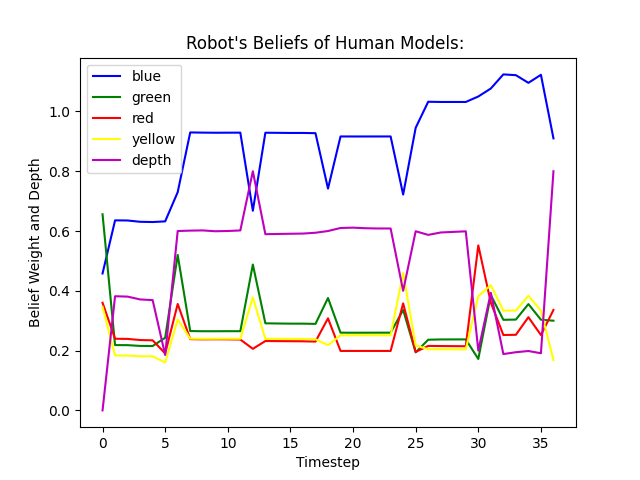 Robot's Beliefs of Human Models:
blue
green
red
yellow
depth
Belief Weight and Depth
1.0
0.8
0.6
0.4
0.2
0.0
0 5 10 15 20 25 30 35
Timestep